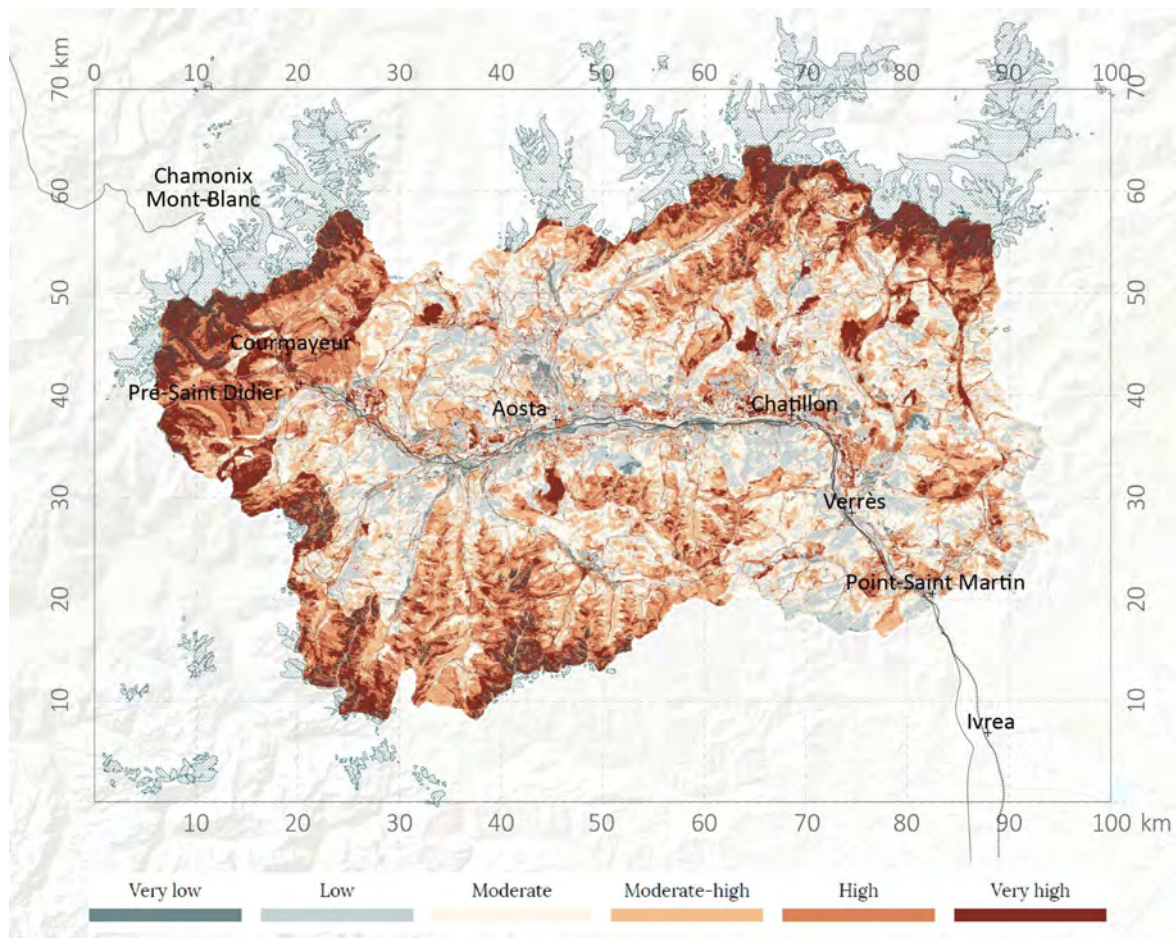 70 km
0 10 20 30 40 50 60 70 80 90 100
70
60
50
40
30
20
10
70
60
50
40
30
20
10
Chamonix
Mont-Blanc
Courmayeur
Pré-Saint Didier
Aosta
Chatillon
Verrès
Point-Saint Martin
Ivrea
10 20 30 40 50 60 70 80 90 100 km
Very low Low Moderate Moderate-high High Very high